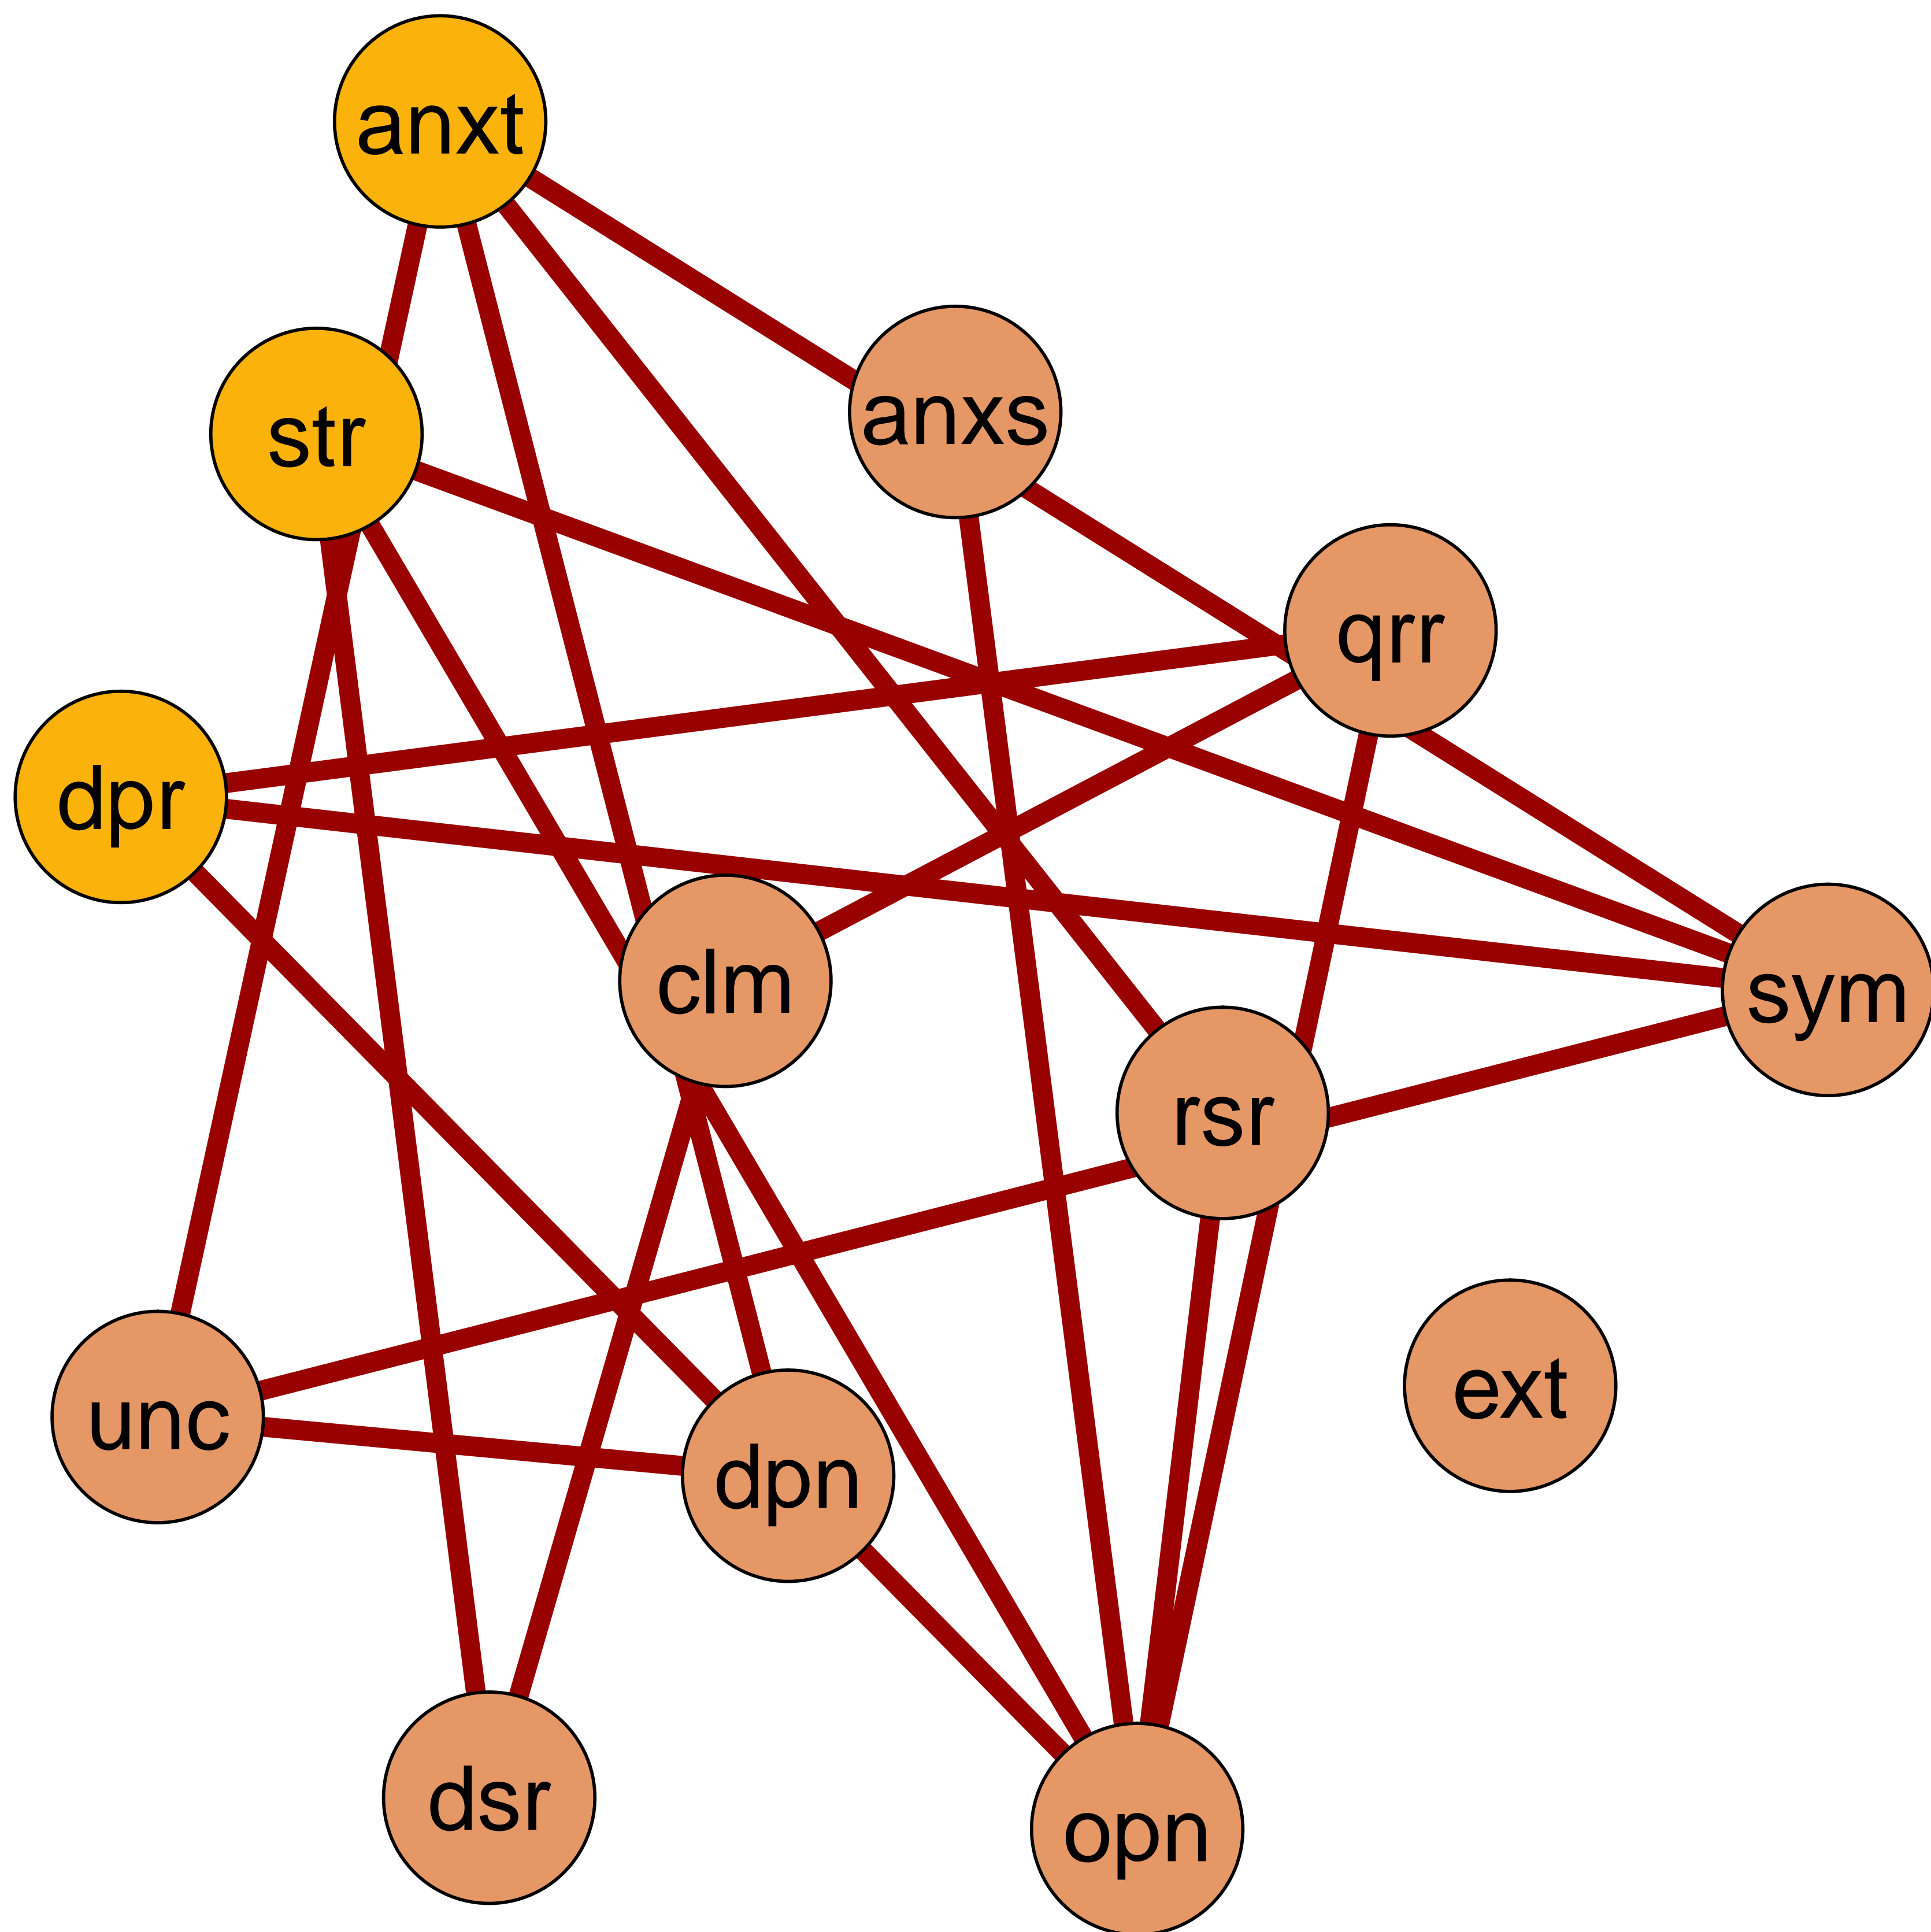 anxt
anxs
str
qrr
dpr
clm
sym
rsr
unc
ext
dpn
dsr
opn